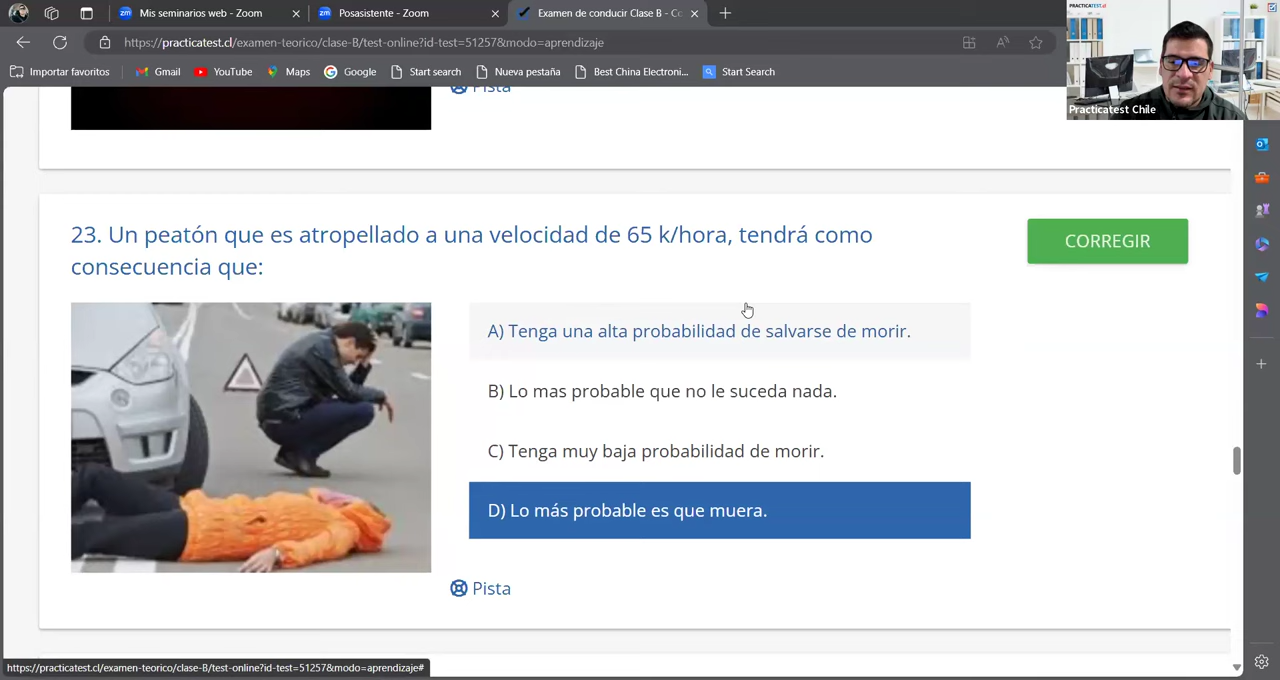 Mis seminarios web - Zoom
Posasistente - Zoom
Examen de conducir Clase B - Co
https://practicatest.cl/examen-teorico/clase-B/test-online?id-test=51257&modo=aprendizaje
Importar favoritos
Gmail
YouTube
Maps
Google
Start search
Nueva pestaña
Best China Electroni...
Start Search
PRACTICATEST.cl
Practicatest Chile
Pista
23. Un peatón que es atropellado a una velocidad de 65 k/hora, tendrá como
consecuencia que:
CORREGIR
A) Tenga una alta probabilidad de salvarse de morir.
B) Lo mas probable que no le suceda nada.
C) Tenga muy baja probabilidad de morir.
D) Lo más probable es que muera.
Pista
https://practicatest.cl/examen-teorico/clase-B/test-online?id-test=51257&modo=aprendizaje#